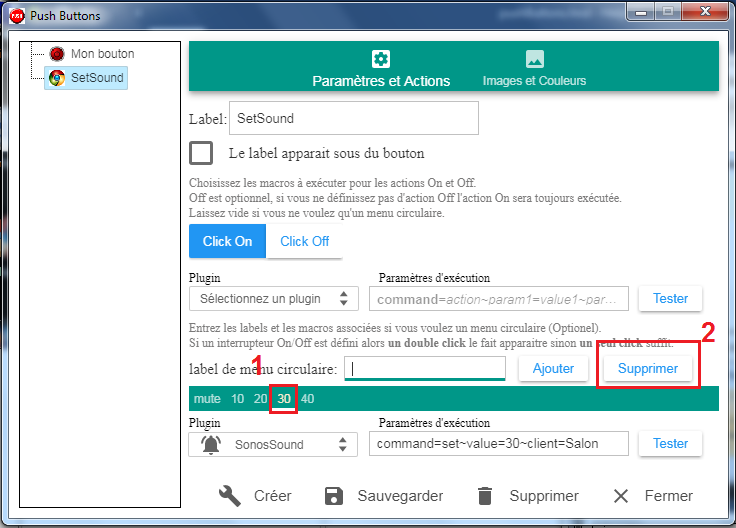 Push Buttons
Mon bouton
SetSound
Paramètres et Actions
Images et Couleurs
Label: SetSound
Le label apparait sous du bouton
Choisissez les macros à exécuter pour les actions On et Off.
Off est optionnel, si vous ne définissez pas d'action Off l'action On sera toujours exécutée.
Laissez vide si vous ne voulez qu'un menu circulaire.
Click On Click Off
Plugin Paramètres d'exécution
Sélectionnez un plugin command=action~param1=value1~par... Tester
Entrez les labels et les macros associées si vous voulez un menu circulaire (Optionel).
Si un interrupteur On/Off est défini alors un double click le fait apparaitre sinon un seul click suffit.
1 2
label de menu circulaire: Ajouter Supprimer
mute 10 20 30 40
Plugin Paramètres d'exécution
SonosSound command=set~value=30~client=Salon Tester
Créer Sauvegarder Supprimer Fermer